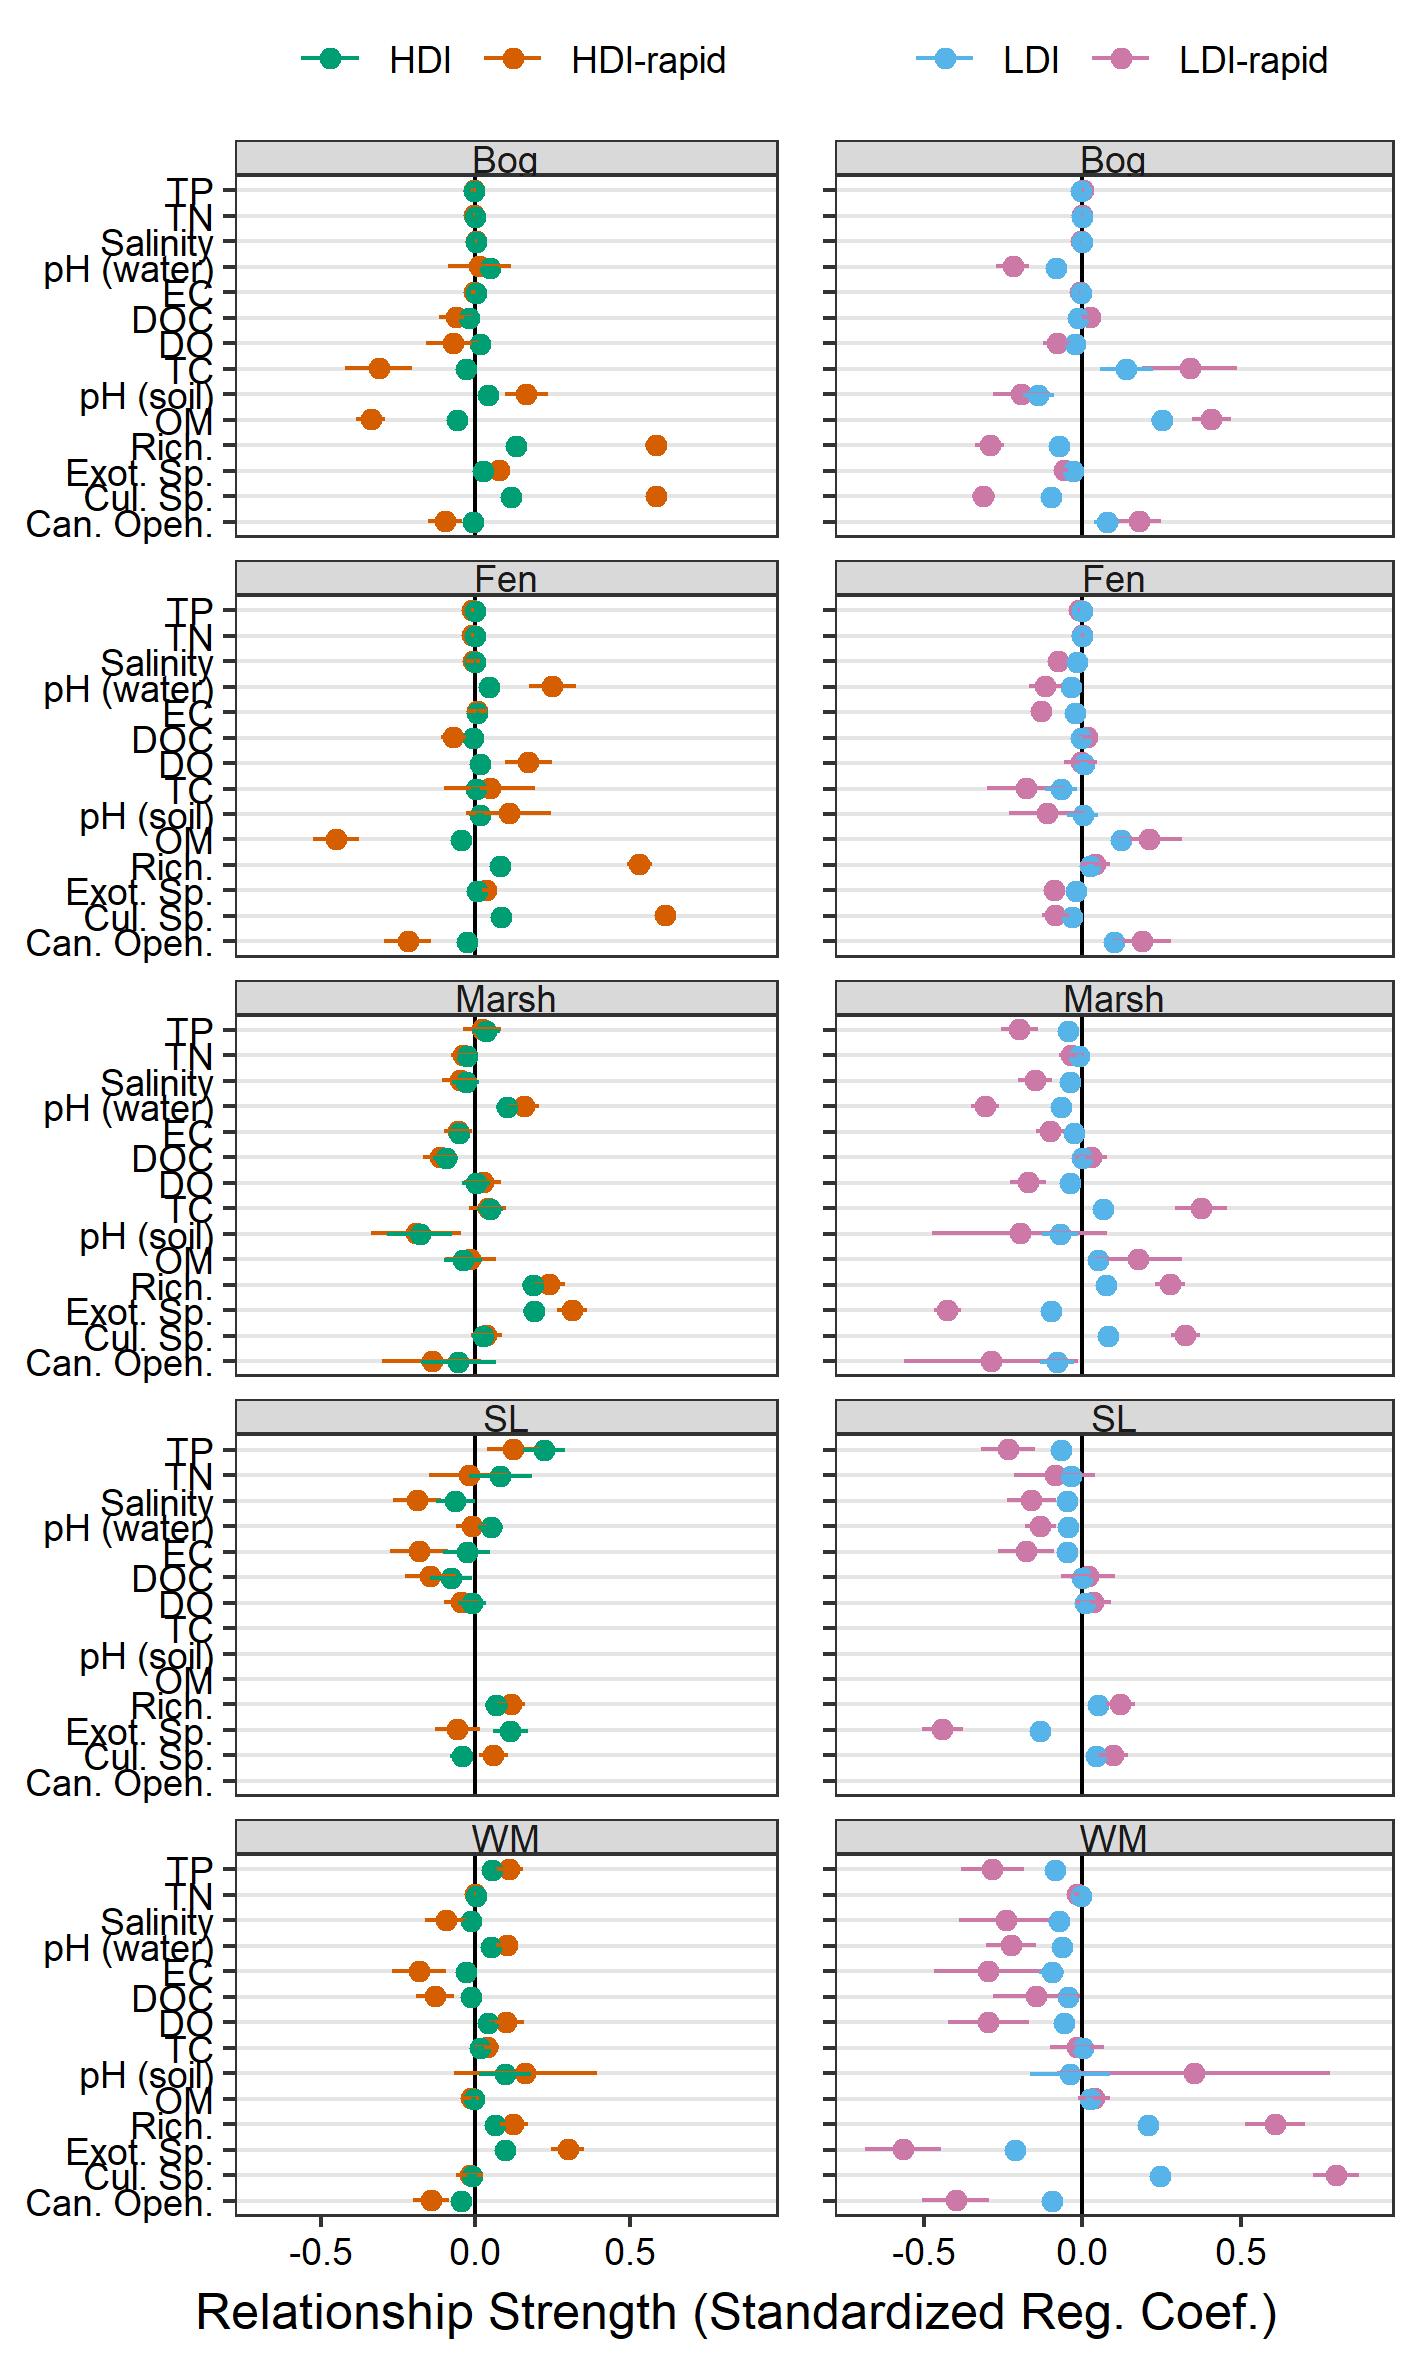 HDI HDI-rapid LDI LDI-rapid
Bog Bog
TP
TN
Salinity
pH (water)
EC
DOC
DO
TC
pH (soil)
OM
Rich.
Exot. Sp.
Cul. Sp.
Can. Open.
Fen Fen
TP
TN
Salinity
pH (water)
EC
DOC
DO
TC
pH (soil)
OM
Rich.
Exot. Sp.
Cul. Sp.
Can. Open.
Marsh Marsh
TP
TN
Salinity
pH (water)
EC
DOC
DO
TC
pH (soil)
OM
Rich.
Exot. Sp.
Cul. Sp.
Can. Open.
SL SL
TP
TN
Salinity
pH (water)
EC
DOC
DO
TC
pH (soil)
OM
Rich.
Exot. Sp.
Cul. Sp.
Can. Open.
WM WM
TP
TN
Salinity
pH (water)
EC
DOC
DO
TC
pH (soil)
OM
Rich.
Exot. Sp.
Cul. Sp.
Can. Open.
-0.5 0.0 0.5 -0.5 0.0 0.5
Relationship Strength (Standardized Reg. Coef.)